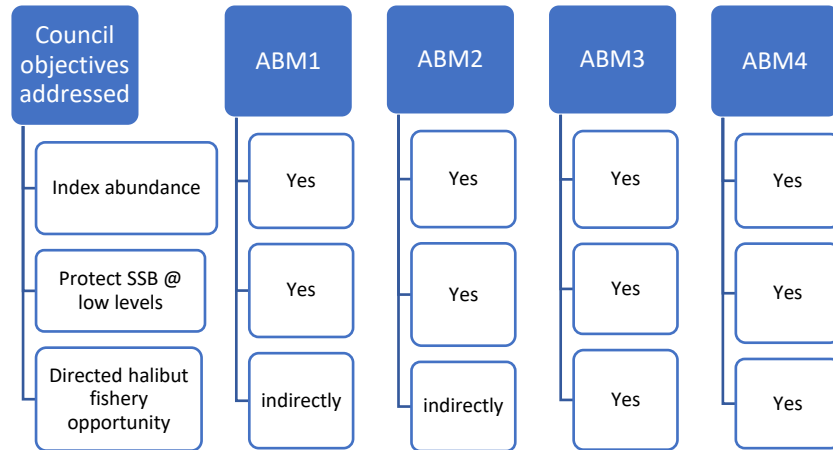 Council
objectives
addressed
Index abundance
Protect SSB @
low levels
Directed halibut
fishery
opportunity
ABM1
Yes
Yes
indirectly
ABM2
Yes
Yes
indirectly
ABM3
Yes
Yes
Yes
ABM4
Yes
Yes
Yes